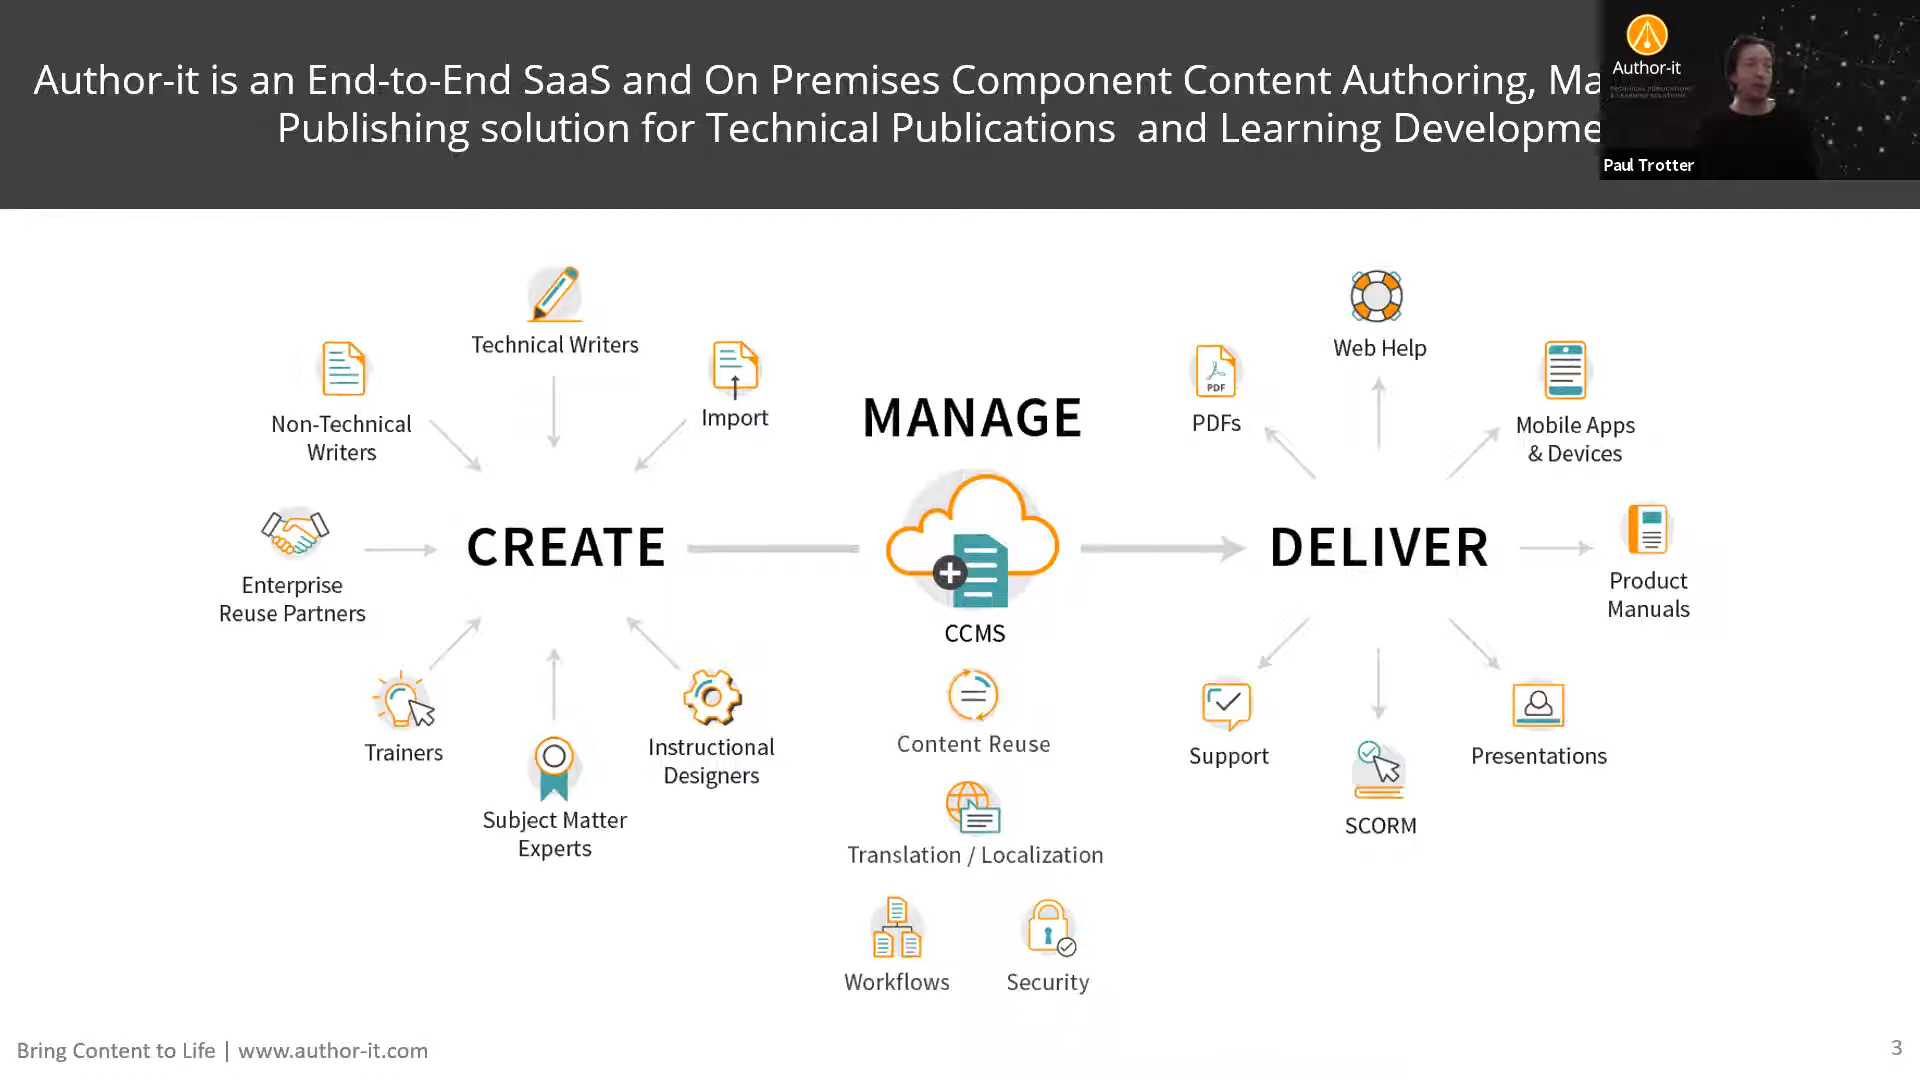 Author-it is an End-to-End SaaS and On Premises Component Content Authoring, Ma
Publishing solution for Technical Publications and Learning Developme
Author-it
Paul Trotter
Technical Writers
Non-Technical
Writers
Import
Enterprise
Reuse Partners
CREATE
Trainers
Subject Matter
Experts
Instructional
Designers
MANAGE
CCMS
Content Reuse
Translation / Localization
Workflows
Security
DELIVER
PDF
PDFs
Web Help
Mobile Apps
& Devices
Product
Manuals
Support
SCORM
Presentations
Bring Content to Life | www.author-it.com
3